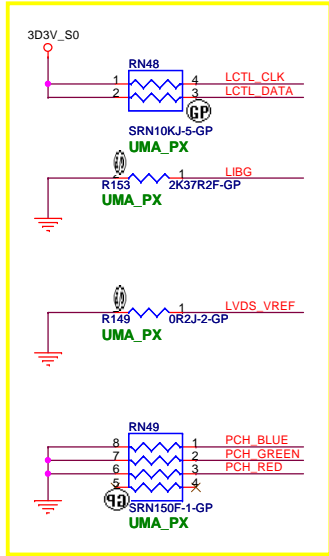 3D3V_S0
RN48
1 4 LCTL_CLK
2 3 LCTL_DATA
GP
SRN10KJ-5-GP
UMA_PX
2 1 LIBG
R153 2K37R2F-GP
UMA_PX
1 LVDS_VREF
R149 0R2J-2-GP
UMA_PX
RN49
8 1 PCH_BLUE
7 2 PCH_GREEN
6 3 PCH_RED
5 4
GP
SRN150F-1-GP
UMA_PX